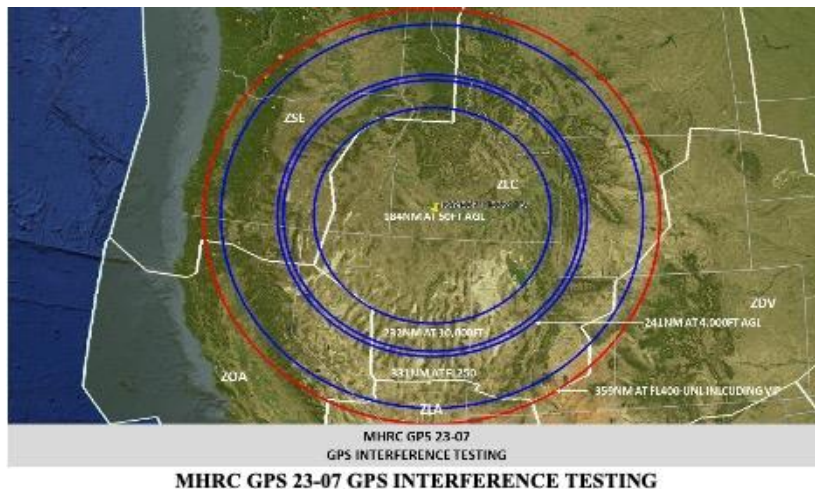 ZSE
ZLC
184NM AT 50FT AGL
ZDV
241NM AT 4,000FT AGL
232NM AT 10,000FT
ZOA
331NM AT FL250
359NM AT FL400-UNL INLCUDING VIP
ZLA
MHRC GPS 23-07
GPS INTERFERENCE TESTING
MHRC GPS 23-07 GPS INTERFERENCE TESTING